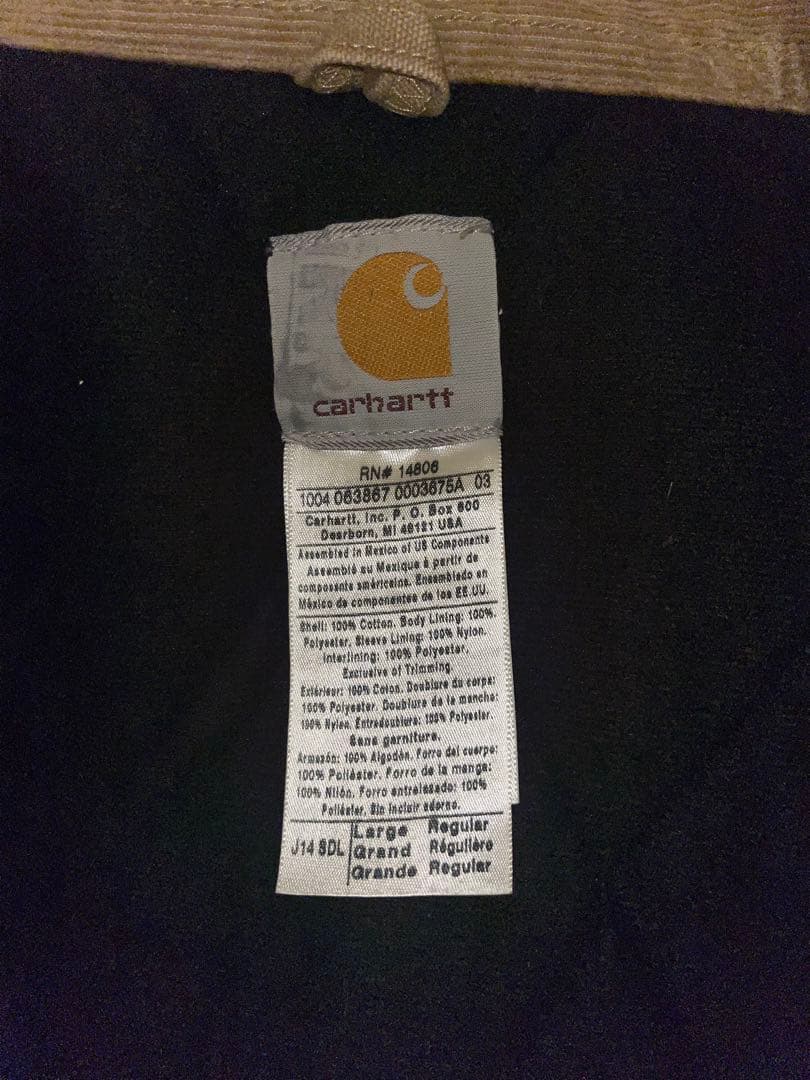 carhartt
RN# 14806
1004 063867 0003675A 03
Carhartt, Inc. P. O. Box 600
Dearborn, MI 48121 USA
Assembled in Mexico of US Components
Assemblé au Mexique à partir de
composants américains. Ensamblado en
México de componentes de los EE.UU.
Shell: 100% Cotton. Body Lining: 100%
Polyester, Sleeve Lining: 100% Nylon.
Interlining: 100% Polyester,
Exclusive of Trimming.
Extérieur: 100% Coton. Doublure du corps:
100% Polyester. Doublure de la manche:
100% Nylon. Entredoublure: 100% Polyester.
Sans garniture.
Armazón: 100% Algodón. Forro del cuerpo:
100% Poliéster. Forro de la manga:
100% Nilón. Forro entrelasado: 100%
Poliéster, Sin incluir adorno.
J14 SDL
Large Regular
Grand Régulière
Grande Regular